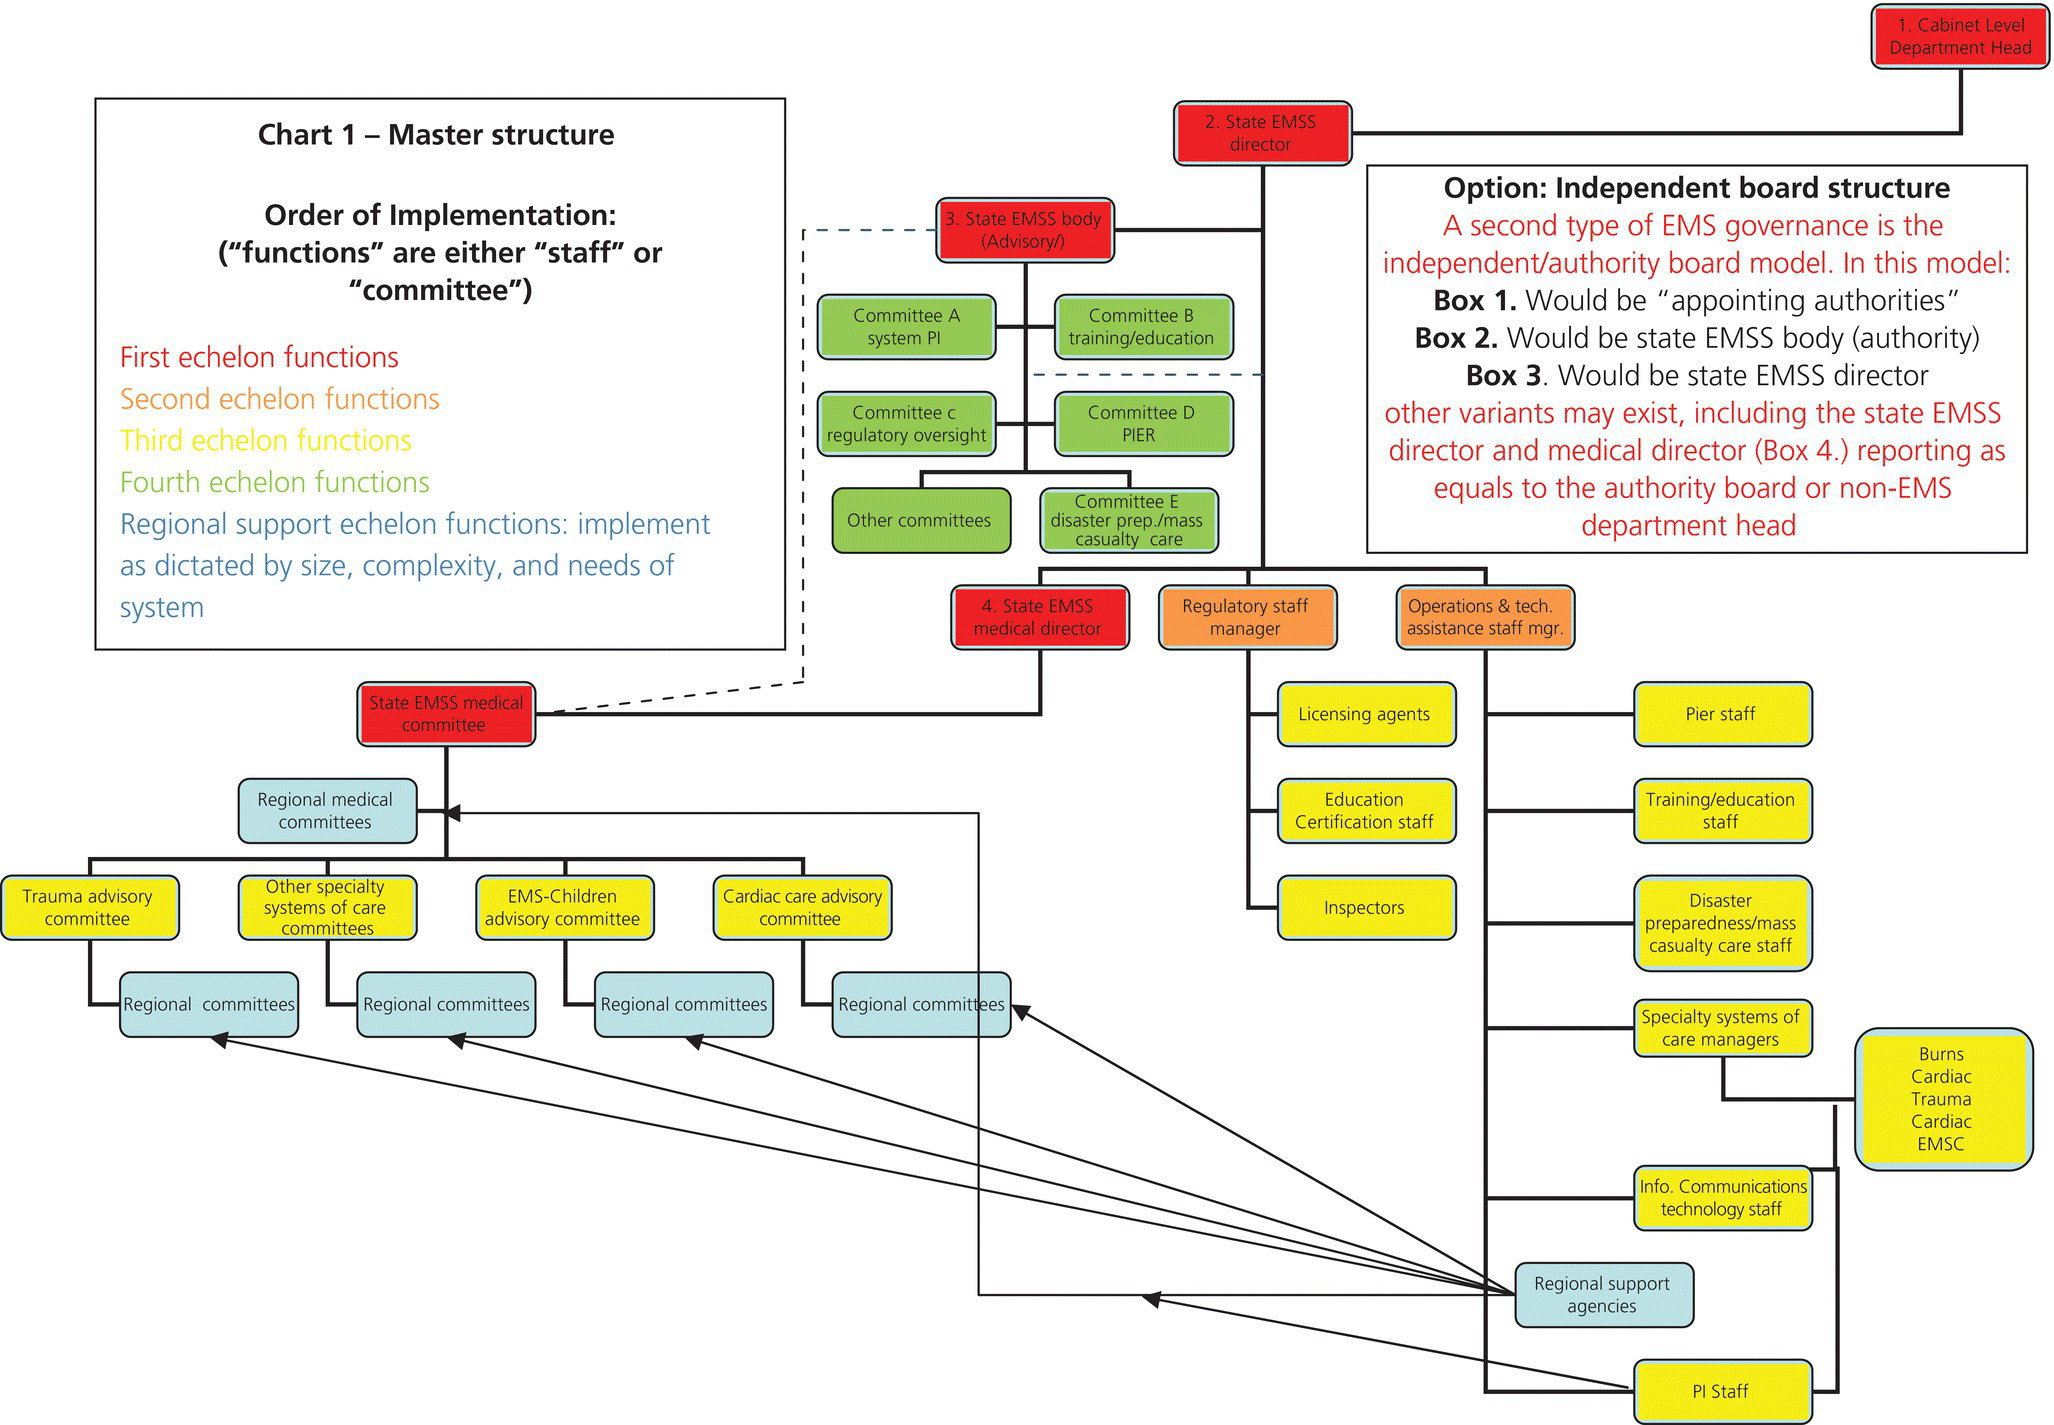 1. Cabinet Level
Department Head
2. State EMSS
director
Chart 1 – Master structure
Order of Implementation:
(“functions” are either “staff” or
“committee”)
First echelon functions
Second echelon functions
Third echelon functions
Fourth echelon functions
Regional support echelon functions: implement
as dictated by size, complexity, and needs of
system
Option: Independent board structure
A second type of EMS governance is the
independent/authority board model. In this model:
Box 1. Would be “appointing authorities”
Box 2. Would be state EMSS body (authority)
Box 3. Would be state EMSS director
other variants may exist, including the state EMSS
director and medical director (Box 4.) reporting as
equals to the authority board or non-EMS
department head
3. State EMSS body
(Advisory/)
Committee A
system PI
Committee B
training/education
Committee c
regulatory oversight
Committee D
PIER
Other committees
Committee E
disaster prep./mass
casualty care
4. State EMSS
medical director
Regulatory staff
manager
Operations & tech.
assistance staff mgr.
State EMSS medical
committee
Licensing agents
Pier staff
Regional medical
committees
Education
Certification staff
Training/education
staff
Trauma advisory
committee
Other specialty
systems of care
committees
EMS-Children
advisory committee
Cardiac care advisory
committee
Inspectors
Disaster
preparedness/mass
casualty care staff
Regional committees
Regional committees
Regional committees
Regional committees
Specialty systems of
care managers
Burns
Cardiac
Trauma
Cardiac
EMSC
Info. Communications
technology staff
Regional support
agencies
PI Staff